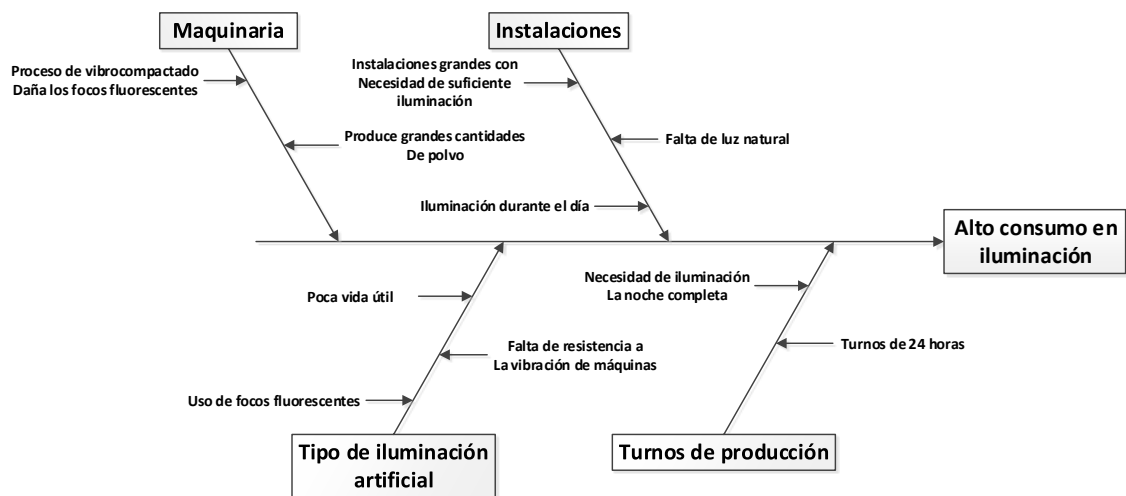 Maquinaria
Instalaciones
Proceso de vibrocompactado
Daña los focos fluorescentes
Instalaciones grandes con
Necesidad de suficiente
iluminación
Produce grandes cantidades
De polvo
Falta de luz natural
Iluminación durante el día
Alto consumo en
iluminación
Necesidad de iluminación
La noche completa
Poca vida útil
Falta de resistencia a
La vibración de máquinas
Turnos de 24 horas
Uso de focos fluorescentes
Tipo de iluminación
artificial
Turnos de producción